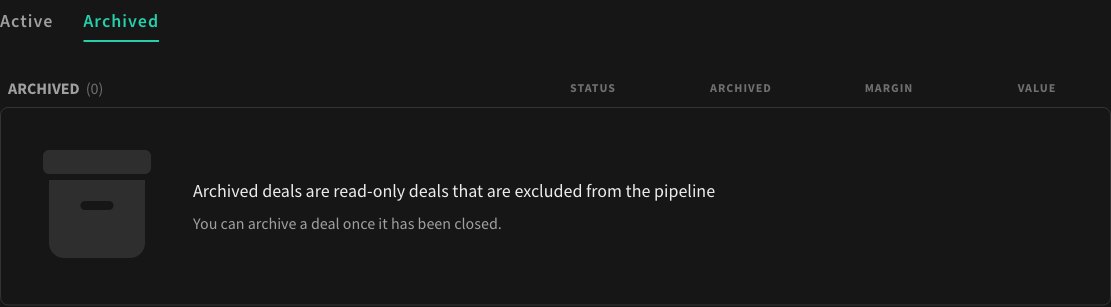 Active Archived
ARCHIVED (0) STATUS ARCHIVED MARGIN VALUE
Archived deals are read-only deals that are excluded from the pipeline
You can archive a deal once it has been closed.